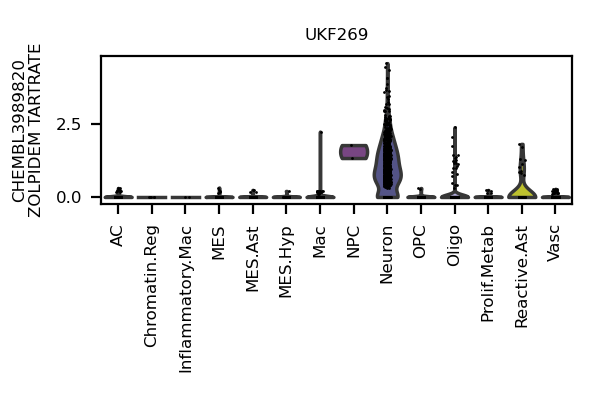 UKF269
CHEMBL3989820
ZOLPIDEM TARTRATE
2.5
0.0
AC
Chromatin.Reg
Inflammatory.Mac
MES
MES.Ast
MES.Hyp
Mac
NPC
Neuron
OPC
Oligo
Prolif.Metab
Reactive.Ast
Vasc